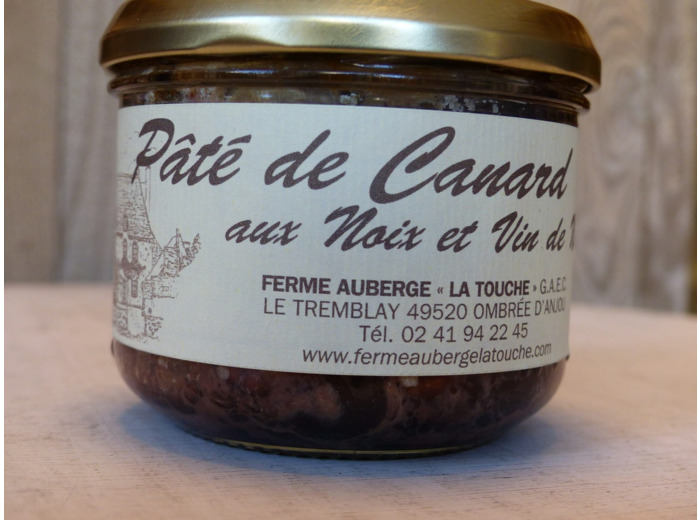 Pâté de Canard
aux Noix et Vin de
FERME AUBERGE « LA TOUCHE » G.A.E.C.
LE TREMBLAY 49520 OMBRÉE D'ANJOU
Tél. 02 41 94 22 45
www.fermeaubergelatouche.com